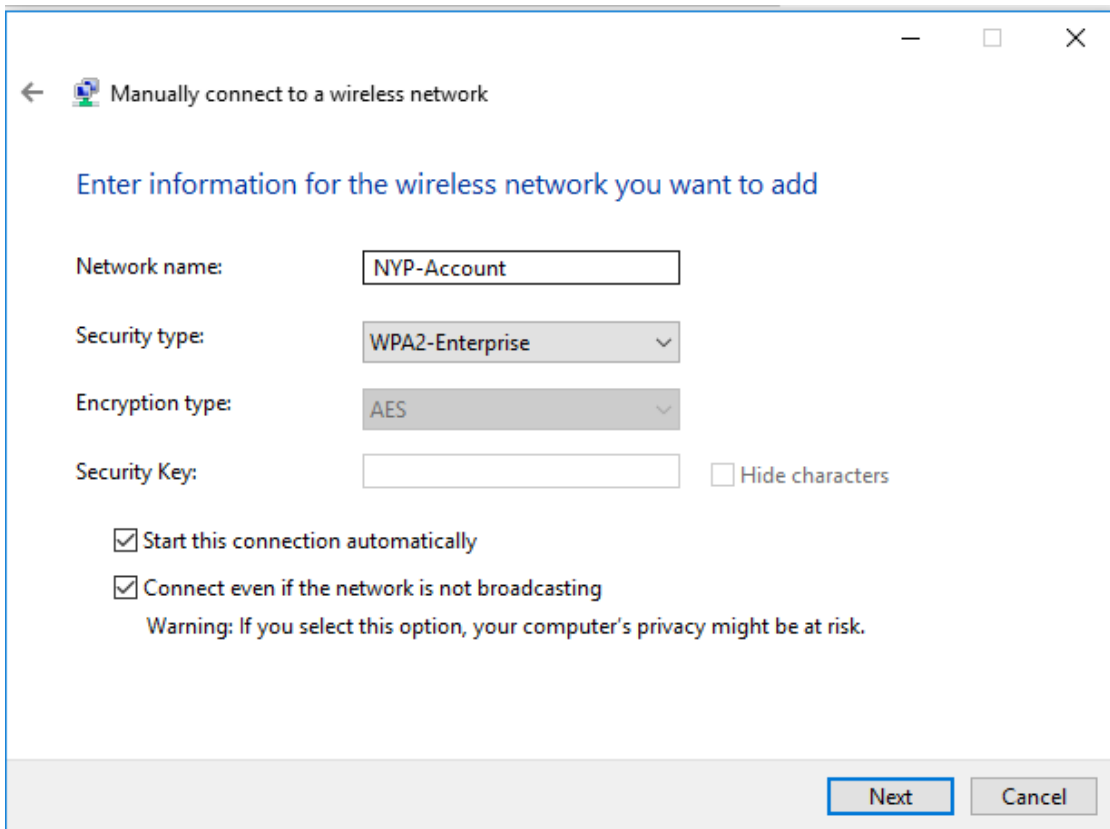 Manually connect to a wireless network
Enter information for the wireless network you want to add
Network name: NYP-Account
Security type: WPA2-Enterprise
Encryption type: AES
Security Key: Hide characters
Start this connection automatically
Connect even if the network is not broadcasting
Warning: If you select this option, your computer's privacy might be at risk.
Next Cancel